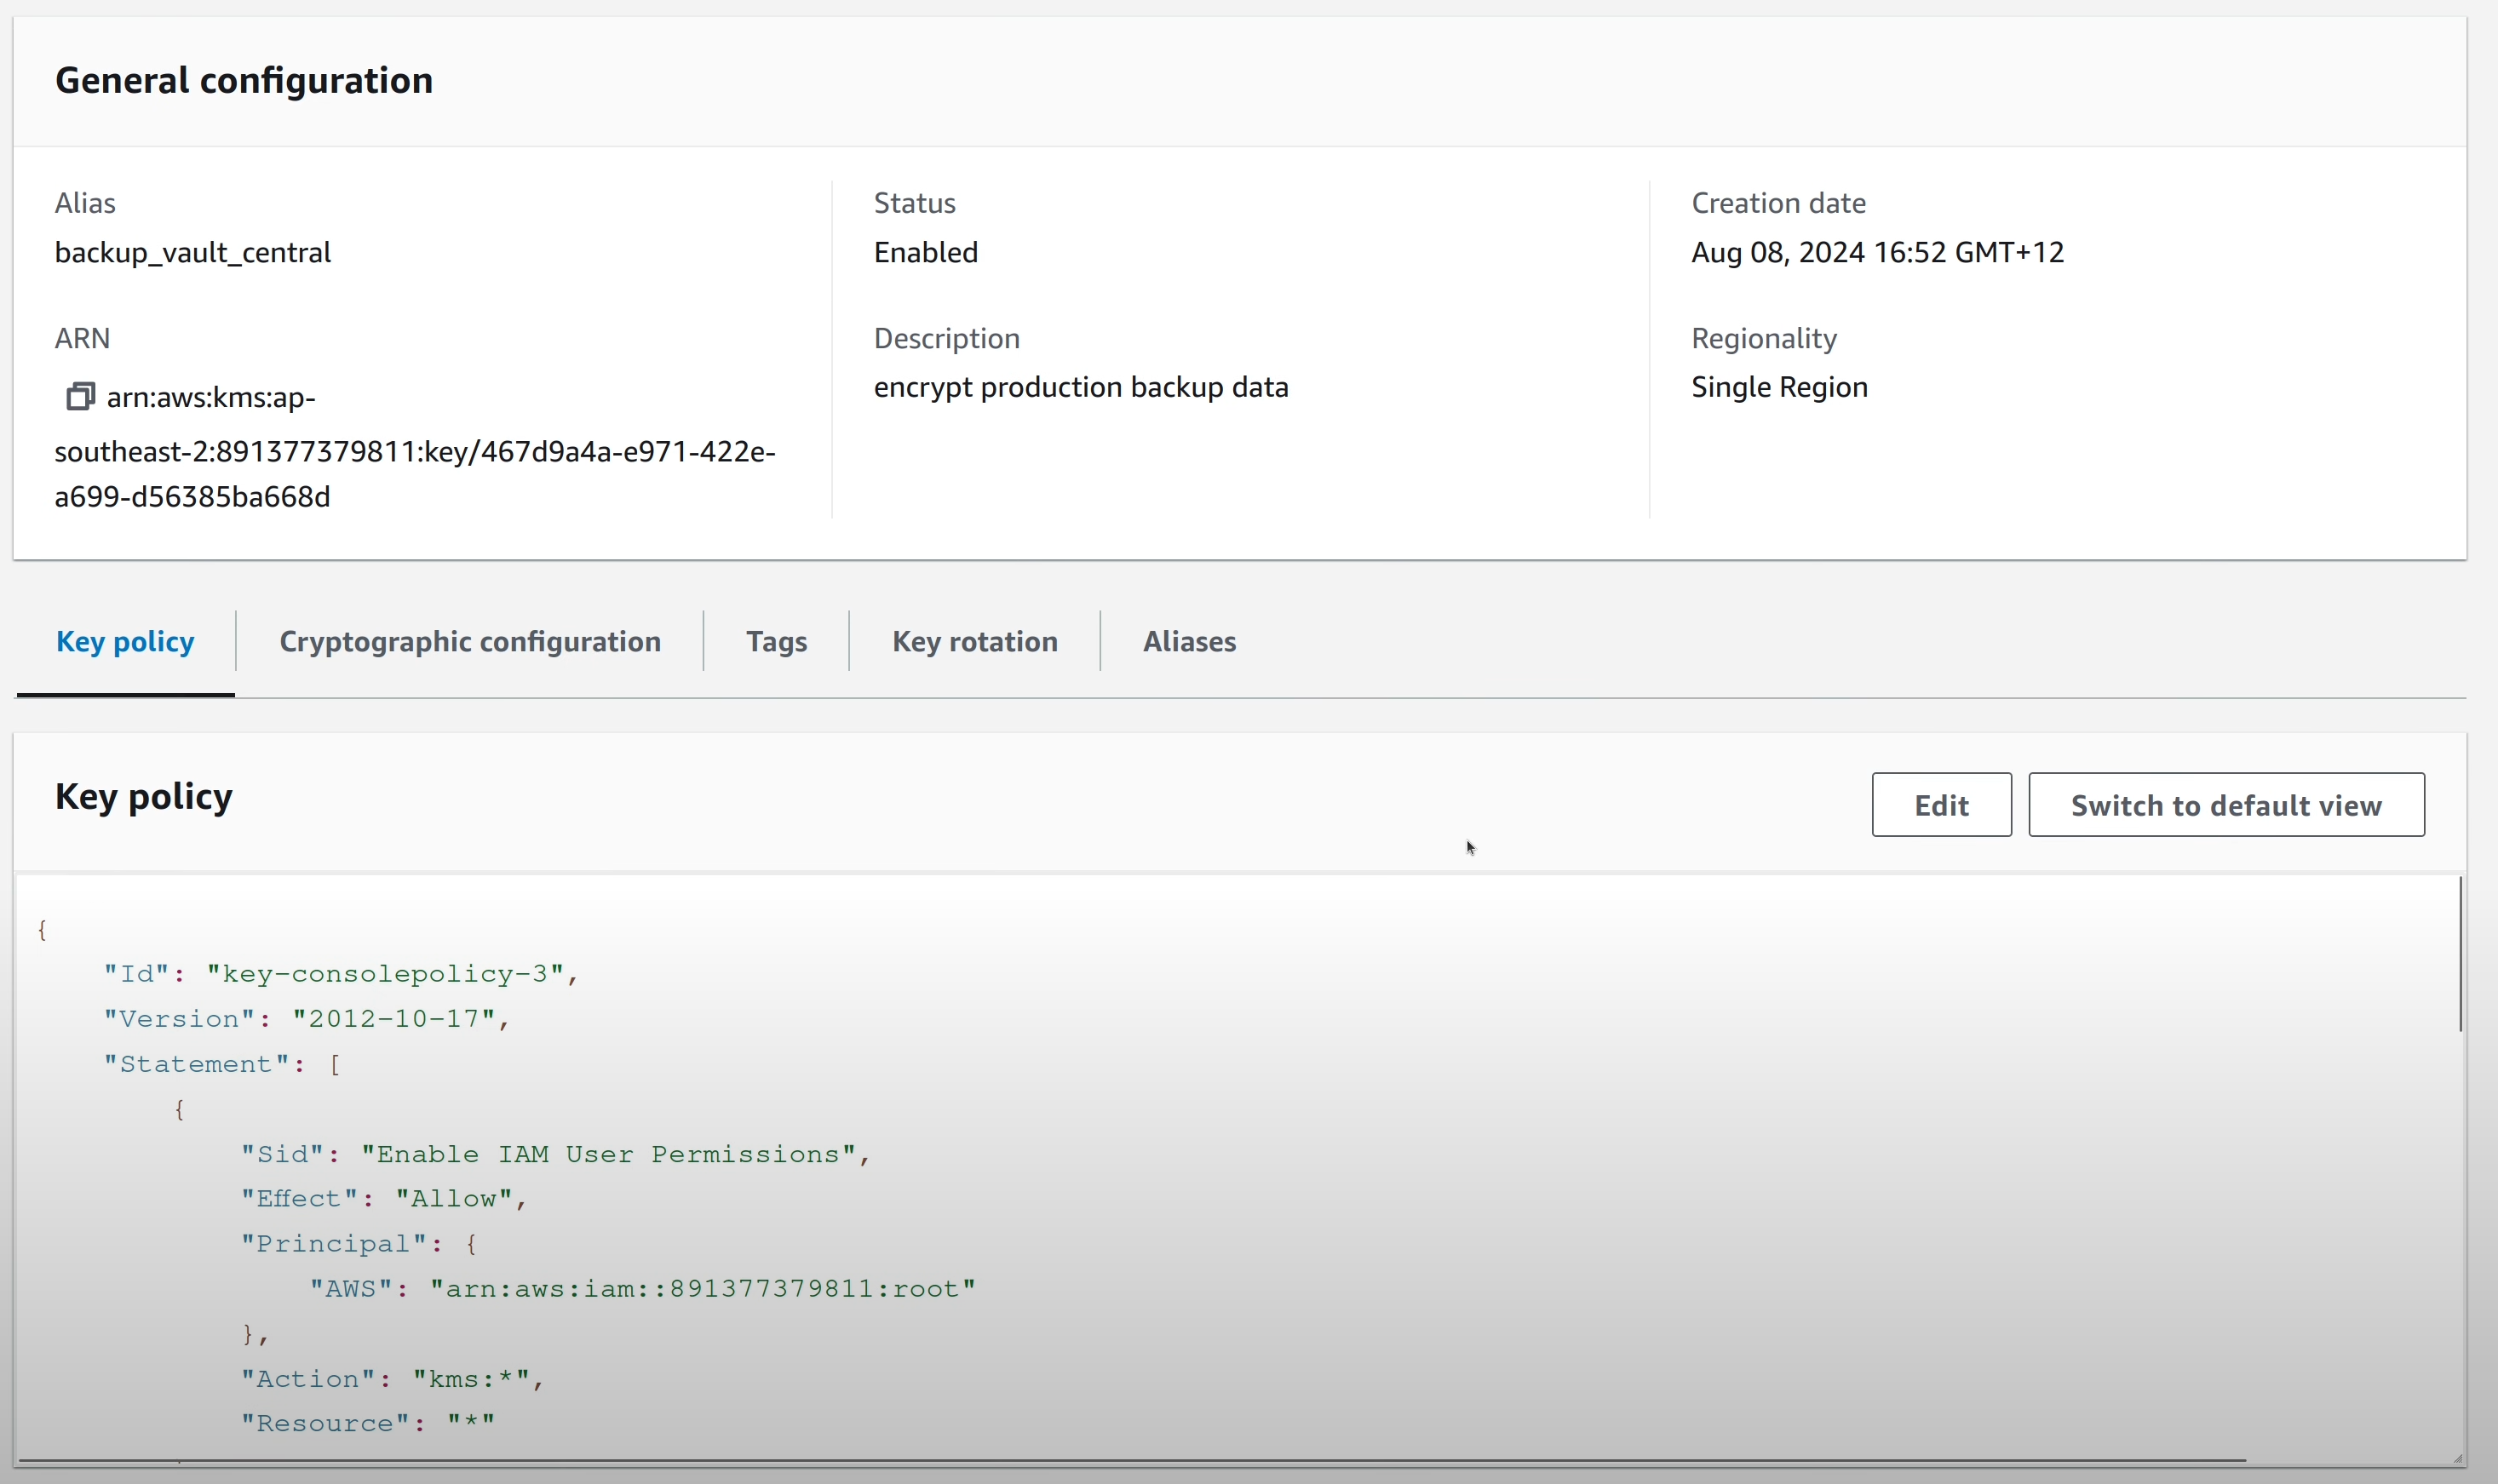 General configuration
Alias
backup_vault_central
Status
Enabled
Creation date
Aug 08, 2024 16:52 GMT+12
ARN
arn:aws:kms:ap-
southeast-2:891377379811:key/467d9a4a-e971-422e-
a699-d56385ba668d
Description
encrypt production backup data
Regionality
Single Region
Key policy
Cryptographic configuration
Tags
Key rotation
Aliases
Key policy
Edit
Switch to default view
{
"Id": "key-consolepolicy-3",
"Version": "2012-10-17",
"Statement": [
{
"Sid": "Enable IAM User Permissions",
"Effect": "Allow",
"Principal": {
"AWS": "arn:aws:iam::891377379811:root"
},
"Action": "kms:*",
"Resource": "*"